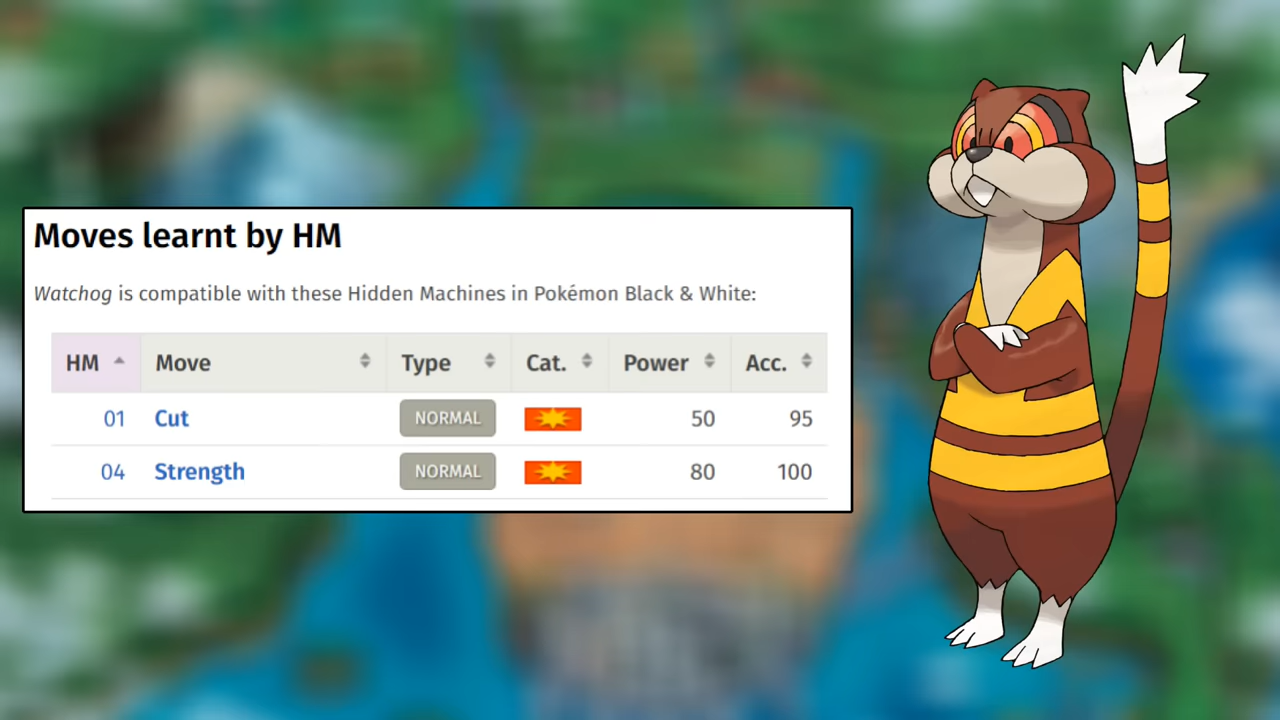 Moves learnt by HM
Watchog is compatible with these Hidden Machines in Pokémon Black & White:
HM Move Type Cat. Power Acc.
01 Cut NORMAL 50 95
04 Strength NORMAL 80 100